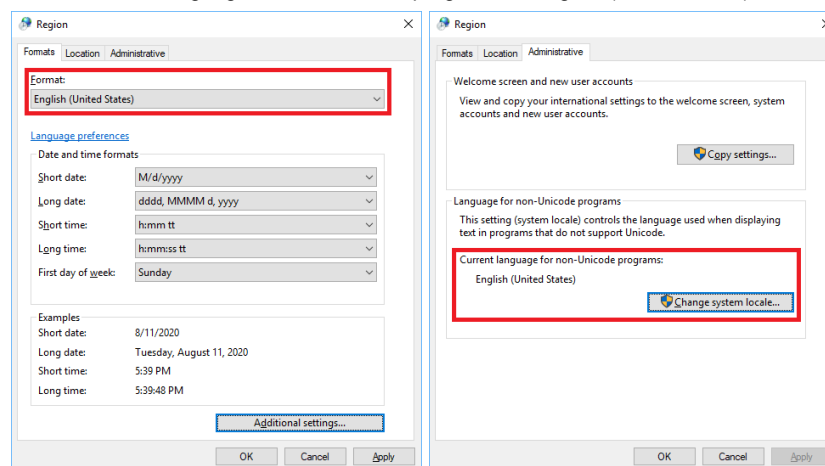 Region
Formats Location Administrative
Format:
English (United States)
Language preferences
Date and time formats
Short date: M/d/yyyy
Long date: dddd, MMMM d, yyyy
Short time: h:mm tt
Long time: h:mm:ss tt
First day of week: Sunday
Examples
Short date: 8/11/2020
Long date: Tuesday, August 11, 2020
Short time: 5:39 PM
Long time: 5:39:48 PM
Additional settings...
OK Cancel Apply
Region
Formats Location Administrative
Welcome screen and new user accounts
View and copy your international settings to the welcome screen, system
accounts and new user accounts.
Copy settings...
Language for non-Unicode programs
This setting (system locale) controls the language used when displaying
text in programs that do not support Unicode.
Current language for non-Unicode programs:
English (United States)
Change system locale...
OK Cancel Apply